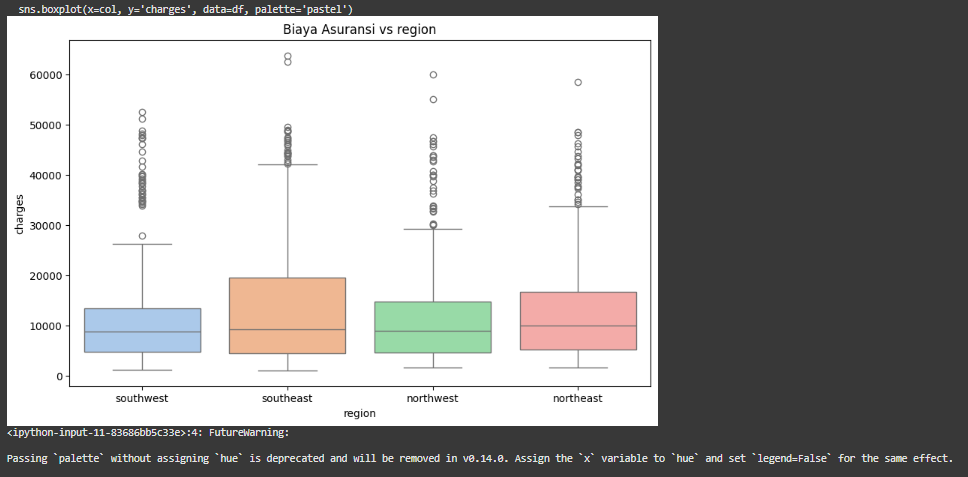 sns.boxplot(x=col, y='charges', data=df, palette='pastel')
Biaya Asuransi vs region
60000
50000
40000
30000
20000
10000
0
charges
southwest southeast northwest northeast
region
<ipython-input-11-83686bb5c33e>:4: FutureWarning:
Passing `palette` without assigning `hue` is deprecated and will be removed in v0.14.0. Assign the `x` variable to `hue` and set `legend=False` for the same effect.